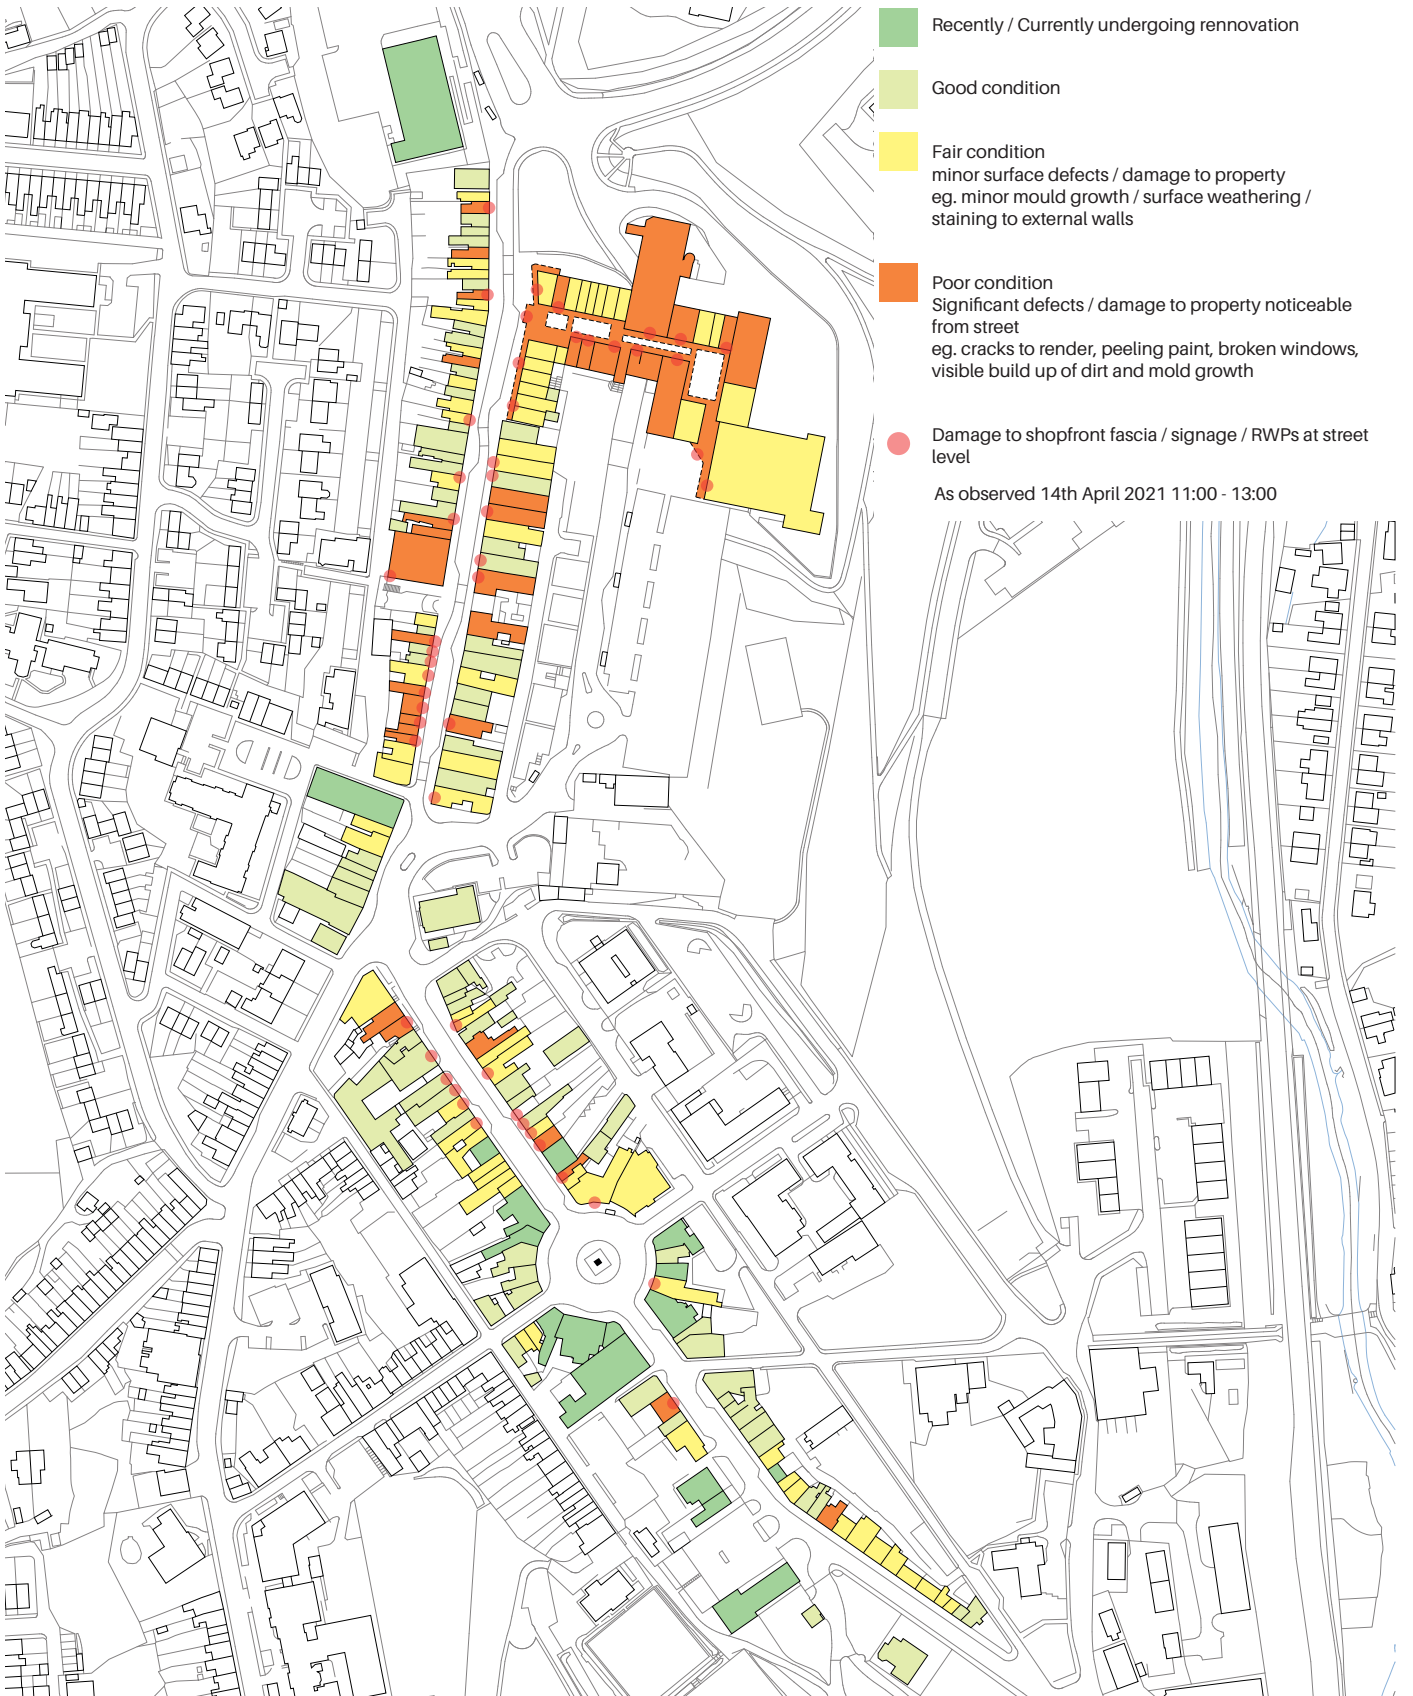 Recently / Currently undergoing rennovation
Good condition
Fair condition
minor surface defects / damage to property
eg. minor mould growth / surface weathering /
staining to external walls
Poor condition
Significant defects / damage to property noticeable
from street
eg. cracks to render, peeling paint, broken windows,
visible build up of dirt and mold growth
Damage to shopfront fascia / signage / RWPs at street
level
As observed 14th April 2021 11:00 - 13:00